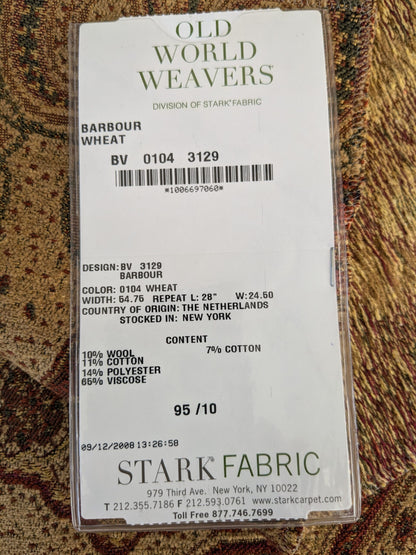 OLD
WORLD
WEAVERS
DIVISION OF STARK FABRIC
BARBOUR
WHEAT
BV 0104 3129
*1006697060*
DESIGN: BV 3129
BARBOUR
COLOR: 0104 WHEAT
WIDTH: 54.75 REPEAT L: 28" W:24.50
COUNTRY OF ORIGIN: THE NETHERLANDS
STOCKED IN: NEW YORK
CONTENT
10% WOOL 7% COTTON
11% COTTON
14% POLYESTER
65% VISCOSE
95 /10
09/12/2008 13:26:58
STARK FABRIC
979 Third Ave. New York, NY 10022
T 212.355.7186 F 212.593.0761 www.starkcarpet.com
Toll Free 877.746.7699